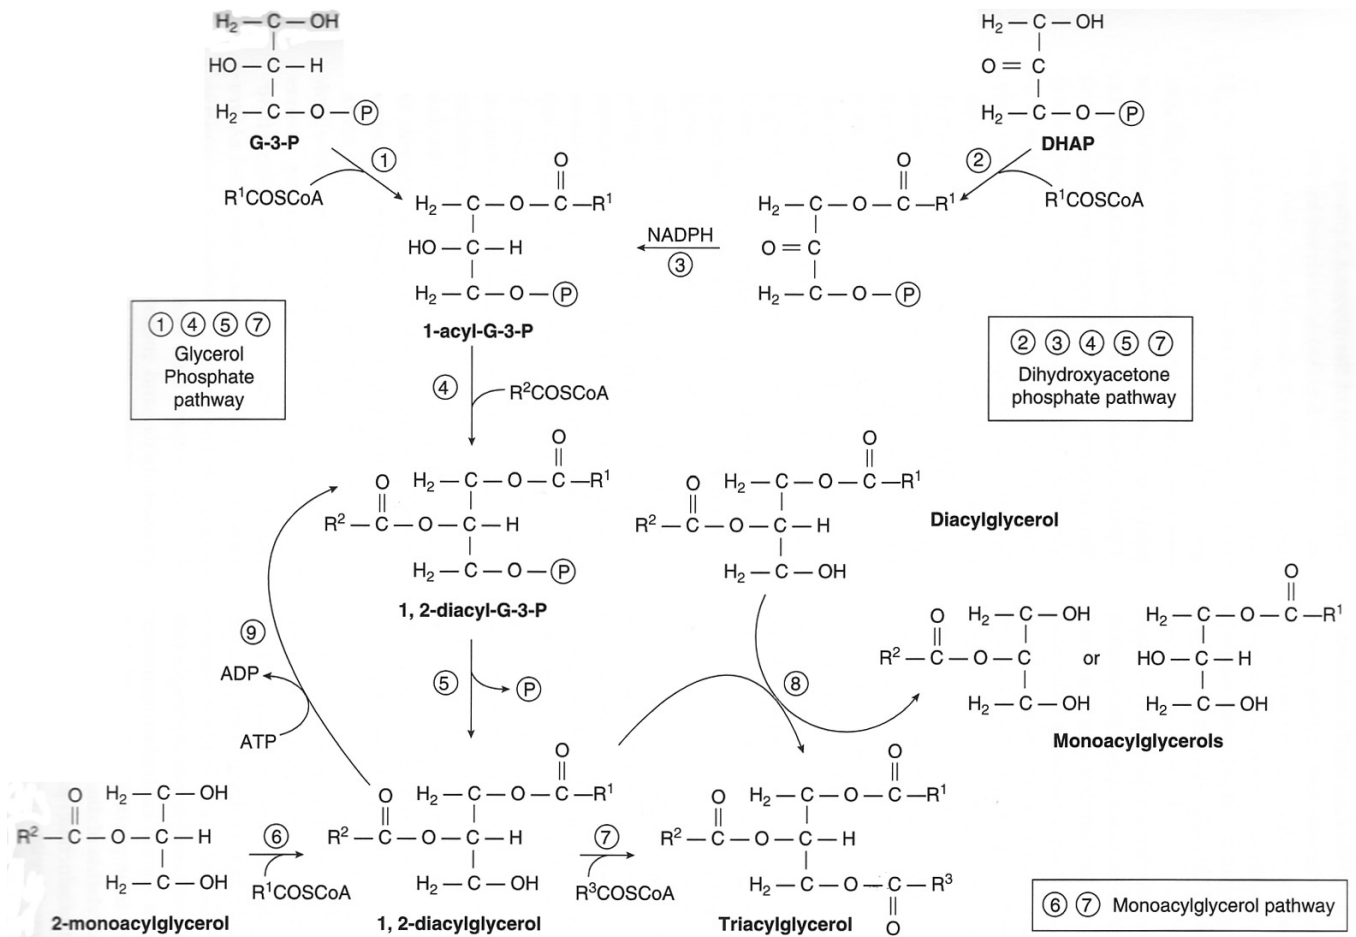 H₂ — C — OH
HO — C — H
H₂ — C — O — P
G-3-P
1
R¹COSCoA
H₂ — C — OH
O = C
H₂ — C — O — P
DHAP
2
R¹COSCoA
O
H₂ — C — O — C — R¹
HO — C — H
H₂ — C — O — P
1-acyl-G-3-P
NADPH
3
O
H₂ — C — O — C — R¹
O = C
H₂ — C — O — P
1 4 5 7
Glycerol
Phosphate
pathway
2 3 4 5 7
Dihydroxyacetone
phosphate pathway
4
R²COSCoA
O
O H₂ — C — O — C — R¹
R² — C — O — C — H
H₂ — C — O — P
1, 2-diacyl-G-3-P
O
O H₂ — C — O — C — R¹
R² — C — O — C — H
H₂ — C — OH
Diacylglycerol
9
ADP
ATP
5
P
8
O H₂ — C — OH
R² — C — O — C
H₂ — C — OH
or
O
H₂ — C — O — C — R¹
HO — C — H
H₂ — C — OH
Monoacylglycerols
O H₂ — C — OH
R² — C — O — C — H
H₂ — C — OH
2-monoacylglycerol
6
R¹COSCoA
O
O H₂ — C — O — C — R¹
R² — C — O — C — H
H₂ — C — OH
1, 2-diacylglycerol
7
R³COSCoA
O
O H₂ — C — O — C — R¹
R² — C — O — C — H
H₂ — C — O — C — R³
O
Triacylglycerol
6 7 Monoacylglycerol pathway